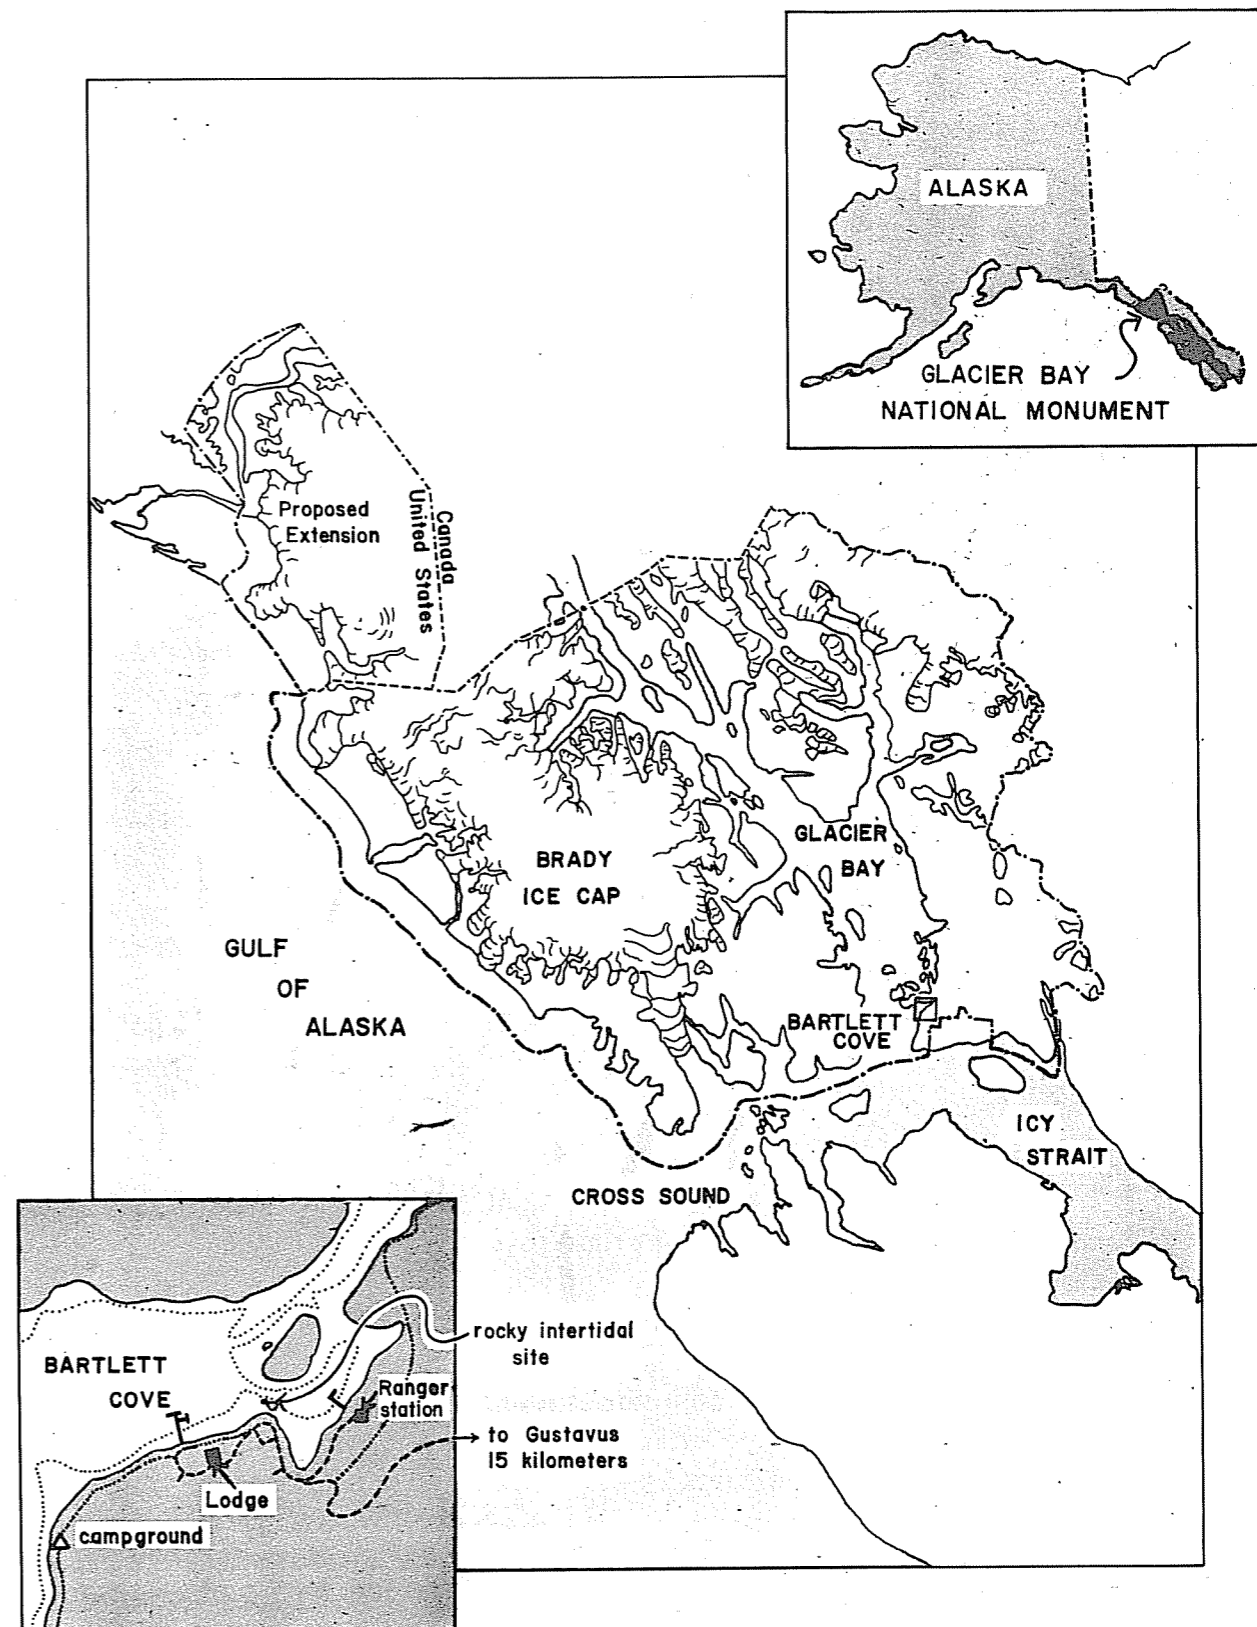 ALASKA
GLACIER BAY
NATIONAL MONUMENT
Proposed
Extension
Canada
United States
GLACIER
BAY
BRADY
ICE CAP
GULF
OF
ALASKA
BARTLETT
COVE
ICY
STRAIT
CROSS SOUND
BARTLETT
COVE
rocky intertidal
site
Ranger
station
to Gustavus
15 kilometers
Lodge
campground